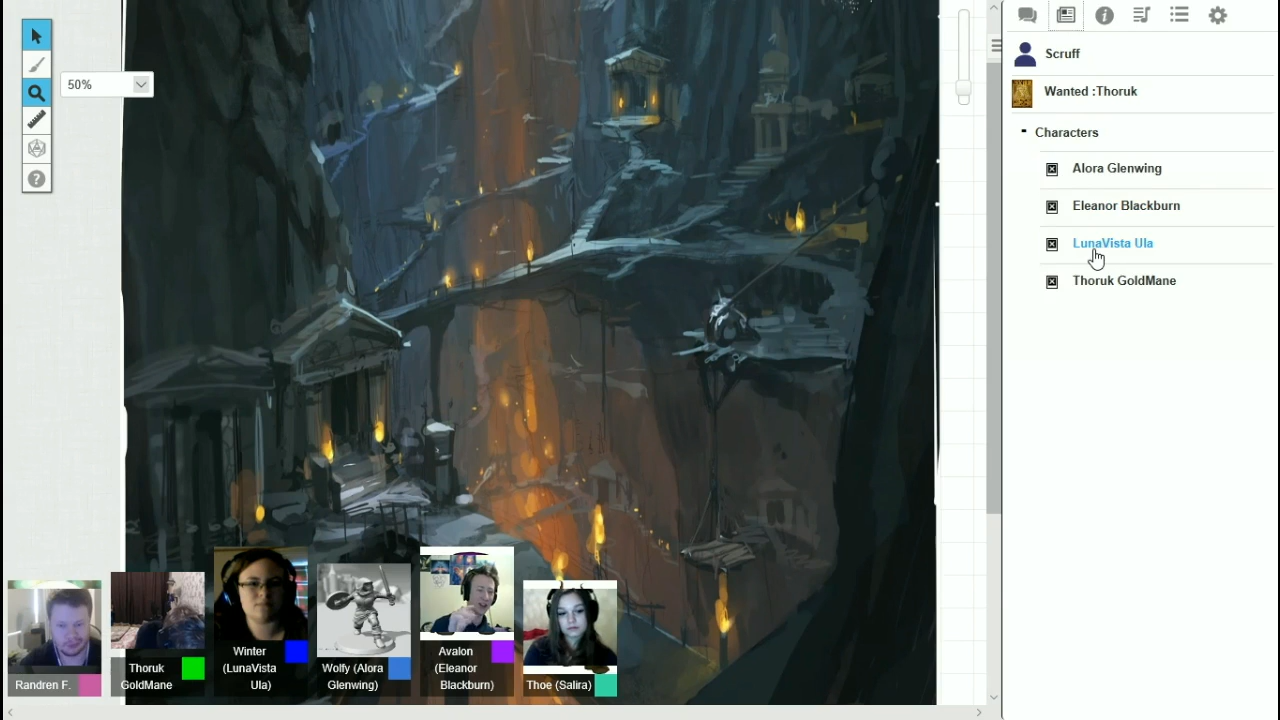 50%
?
Scruff
Wanted :Thoruk
Characters
Alora Glenwing
Eleanor Blackburn
LunaVista Ula
Thoruk GoldMane
Randren F.
Thoruk
GoldMane
Winter
(LunaVista
Ula)
Wolfy (Alora
Glenwing)
Avalon
(Eleanor
Blackburn)
Thoe (Salira)